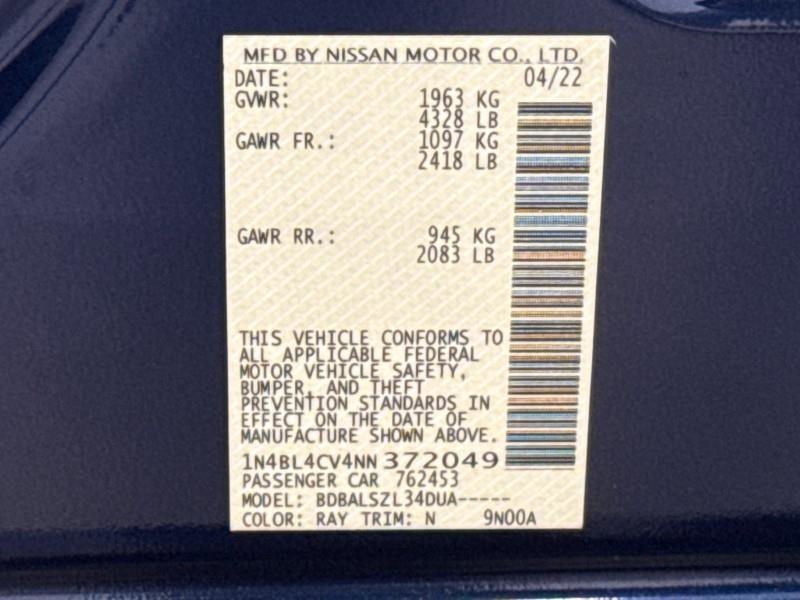 MFD BY NISSAN MOTOR CO., LTD.
DATE: 04/22
GVWR: 1963 KG
4328 LB
GAWR FR.: 1097 KG
2418 LB
GAWR RR.: 945 KG
2083 LB
THIS VEHICLE CONFORMS TO
ALL APPLICABLE FEDERAL
MOTOR VEHICLE SAFETY,
BUMPER, AND THEFT
PREVENTION STANDARDS IN
EFFECT ON THE DATE OF
MANUFACTURE SHOWN ABOVE.
1N4BL4CV4NN372049
PASSENGER CAR 762453
MODEL: BDBALSZL34DUA-----
COLOR: RAY TRIM: N 9N00A